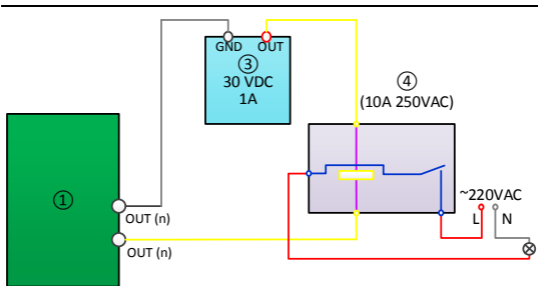 GND OUT
③
30 VDC
1A
④
(10A 250VAC)
①
OUT (n)
OUT (n)
~220VAC
L N